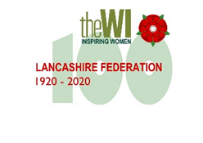 theWI
INSPIRING WOMEN
100
LANCASHIRE FEDERATION
1920 - 2020